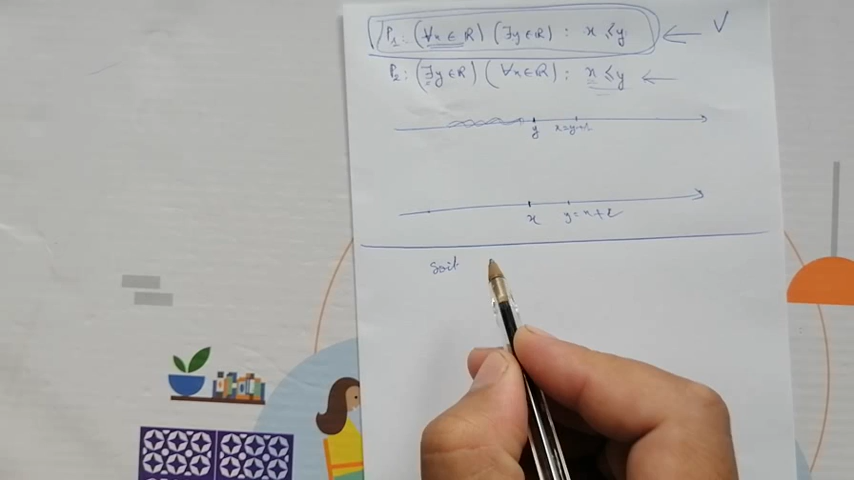 P₁: (∀x ∈ ℝ) (∃y ∈ ℝ) : x ≤ y ← V
P₂: (∃y ∈ ℝ) (∀x ∈ ℝ) : x ≤ y ←
y x=y+1
x y=x+2
Soit